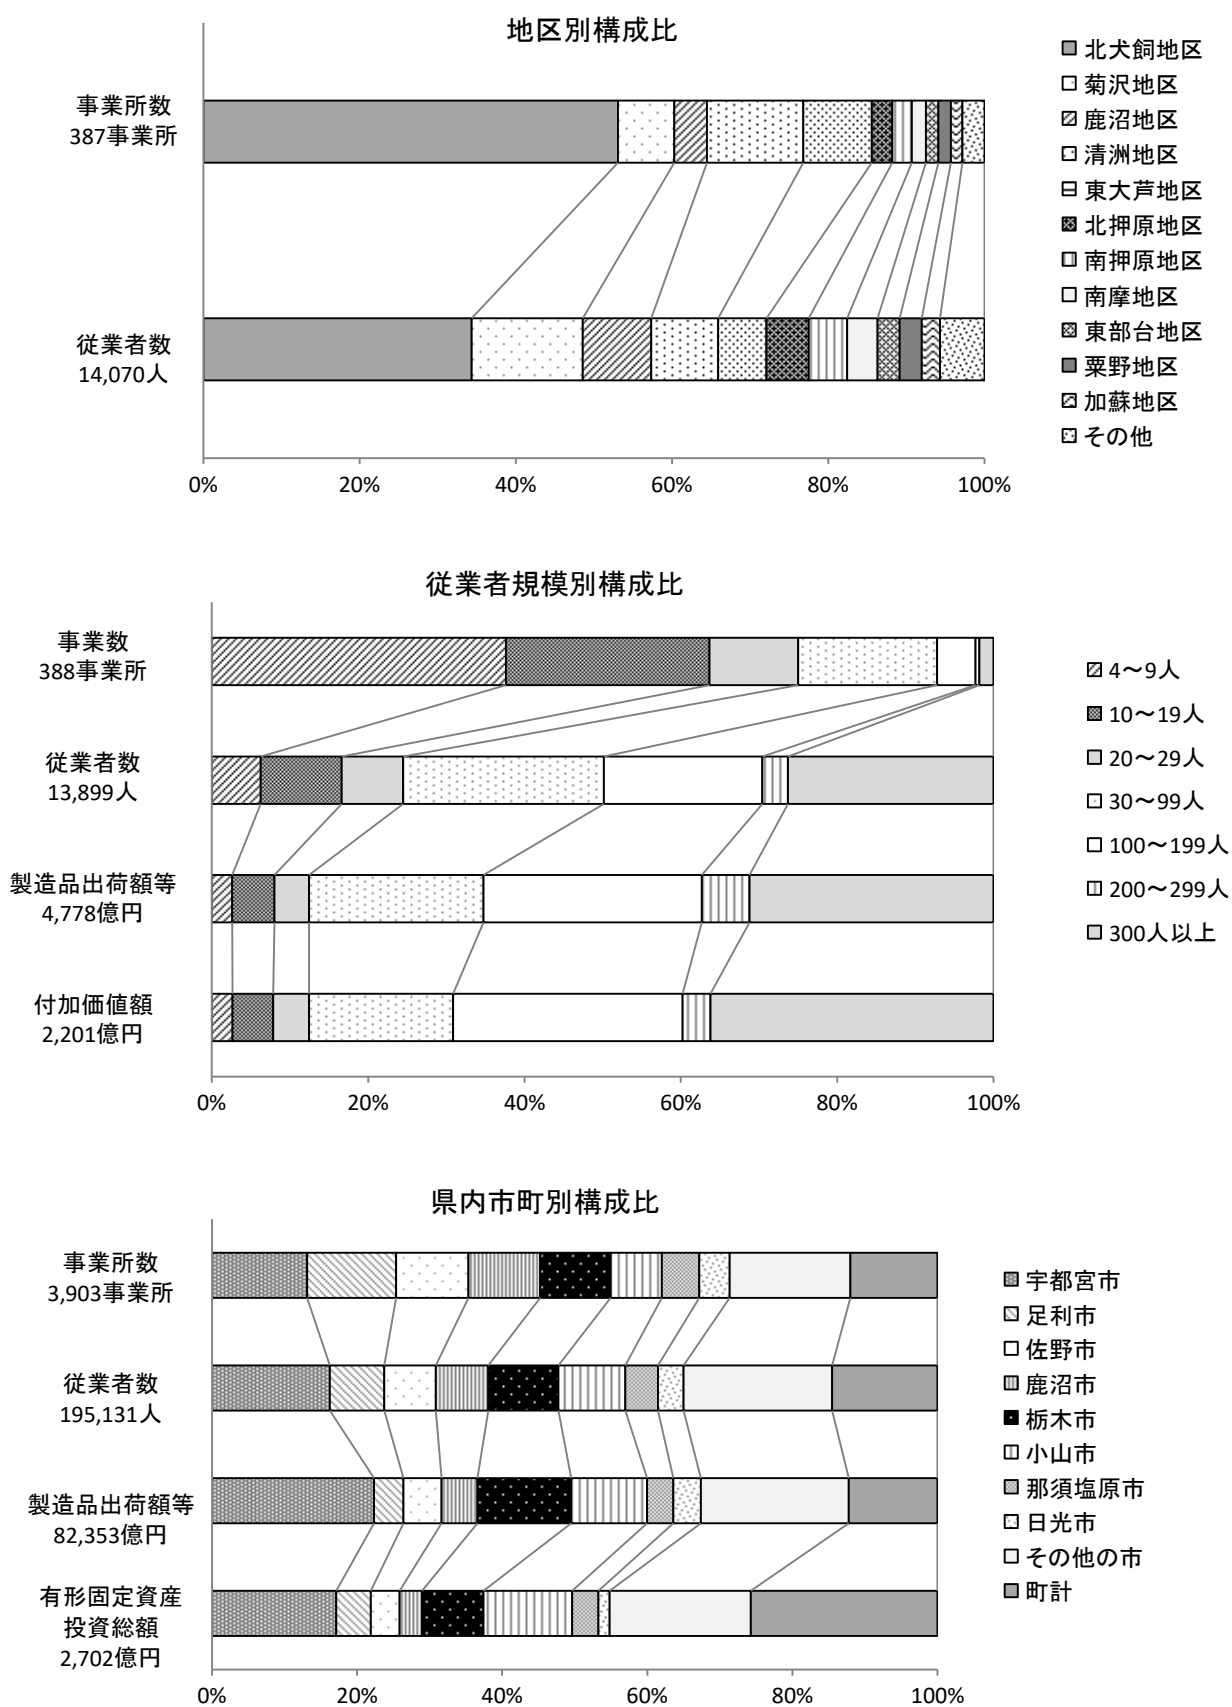 地区別構成比
事業所数
387事業所
従業者数
14,070人
0% 20% 40% 60% 80% 100%
北犬飼地区
菊沢地区
鹿沼地区
清洲地区
東大芦地区
北押原地区
南押原地区
南摩地区
東部台地区
粟野地区
加蘇地区
その他
従業者規模別構成比
事業数
388事業所
従業者数
13,899人
製造品出荷額等
4,778億円
付加価値額
2,201億円
0% 20% 40% 60% 80% 100%
4～9人
10～19人
20～29人
30～99人
100～199人
200～299人
300人以上
県内市町別構成比
事業所数
3,903事業所
従業者数
195,131人
製造品出荷額等
82,353億円
有形固定資産
投資総額
2,702億円
0% 20% 40% 60% 80% 100%
宇都宮市
足利市
佐野市
鹿沼市
栃木市
小山市
那須塩原市
日光市
その他の市
町計